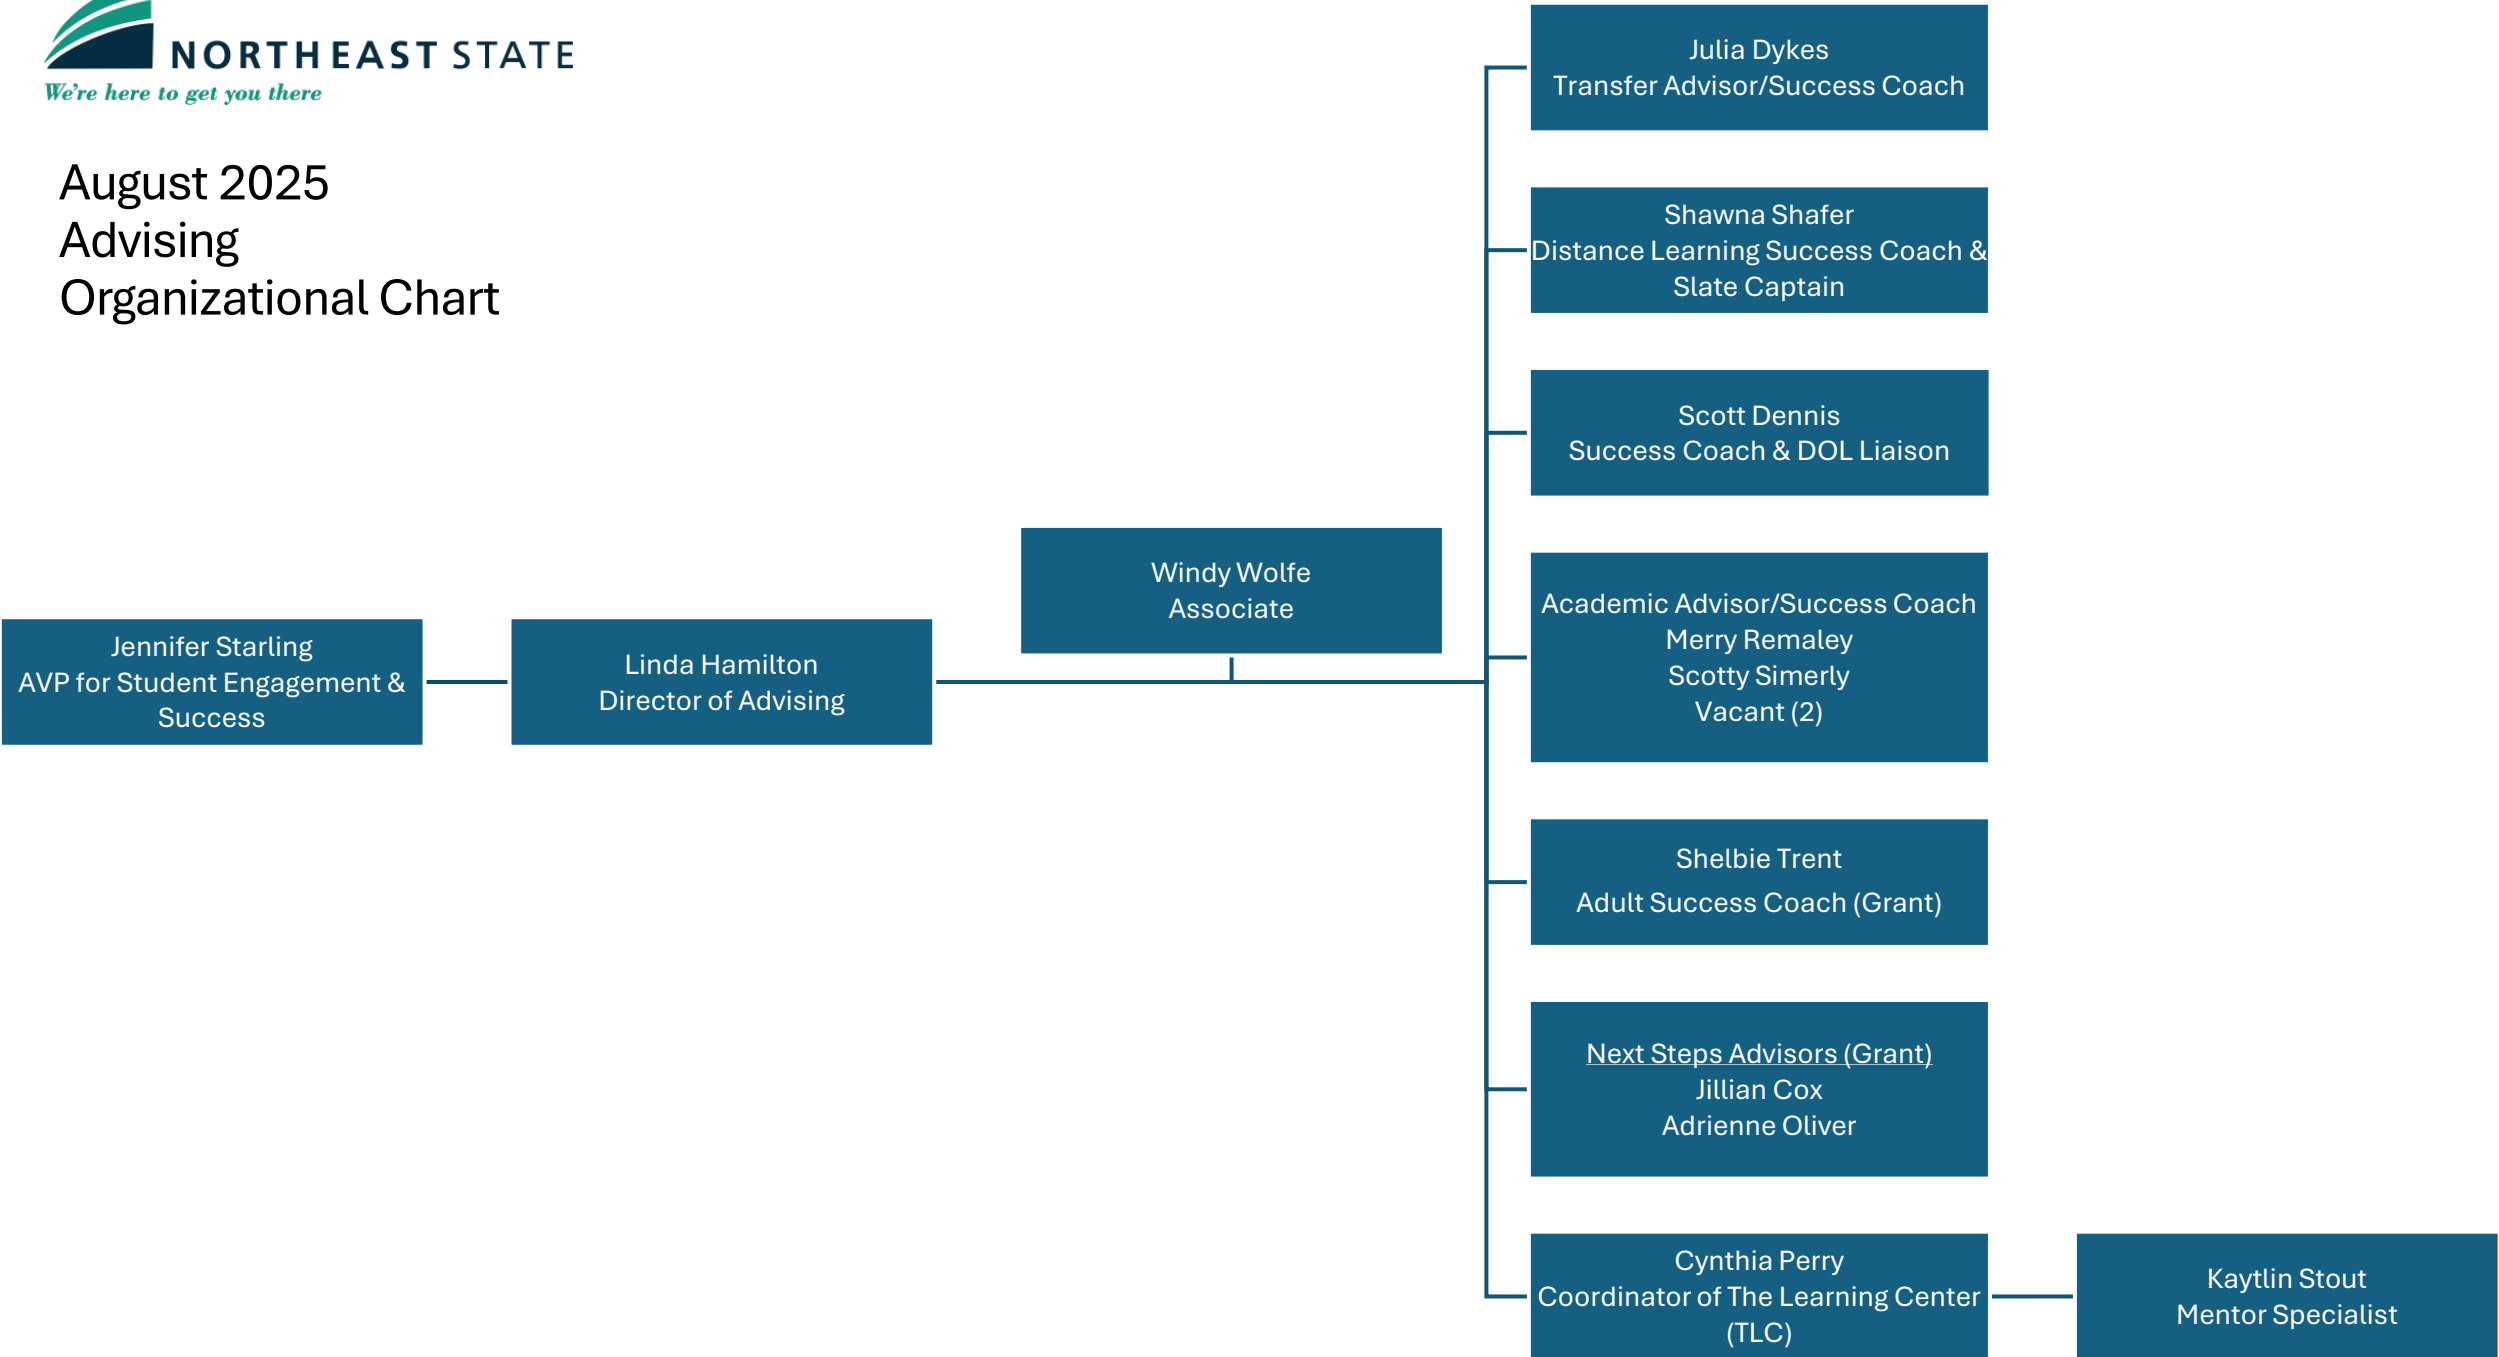 NORTHEAST STATE
We're here to get you there
August 2025
Advising
Organizational Chart
Jennifer Starling
AVP for Student Engagement &
Success
Linda Hamilton
Director of Advising
Windy Wolfe
Associate
Julia Dykes
Transfer Advisor/Success Coach
Shawna Shafer
Distance Learning Success Coach &
Slate Captain
Scott Dennis
Success Coach & DOL Liaison
Academic Advisor/Success Coach
Merry Remaley
Scotty Simerly
Vacant (2)
Shelbie Trent
Adult Success Coach (Grant)
Next Steps Advisors (Grant)
Jillian Cox
Adrienne Oliver
Cynthia Perry
Coordinator of The Learning Center
(TLC)
Kaytlin Stout
Mentor Specialist